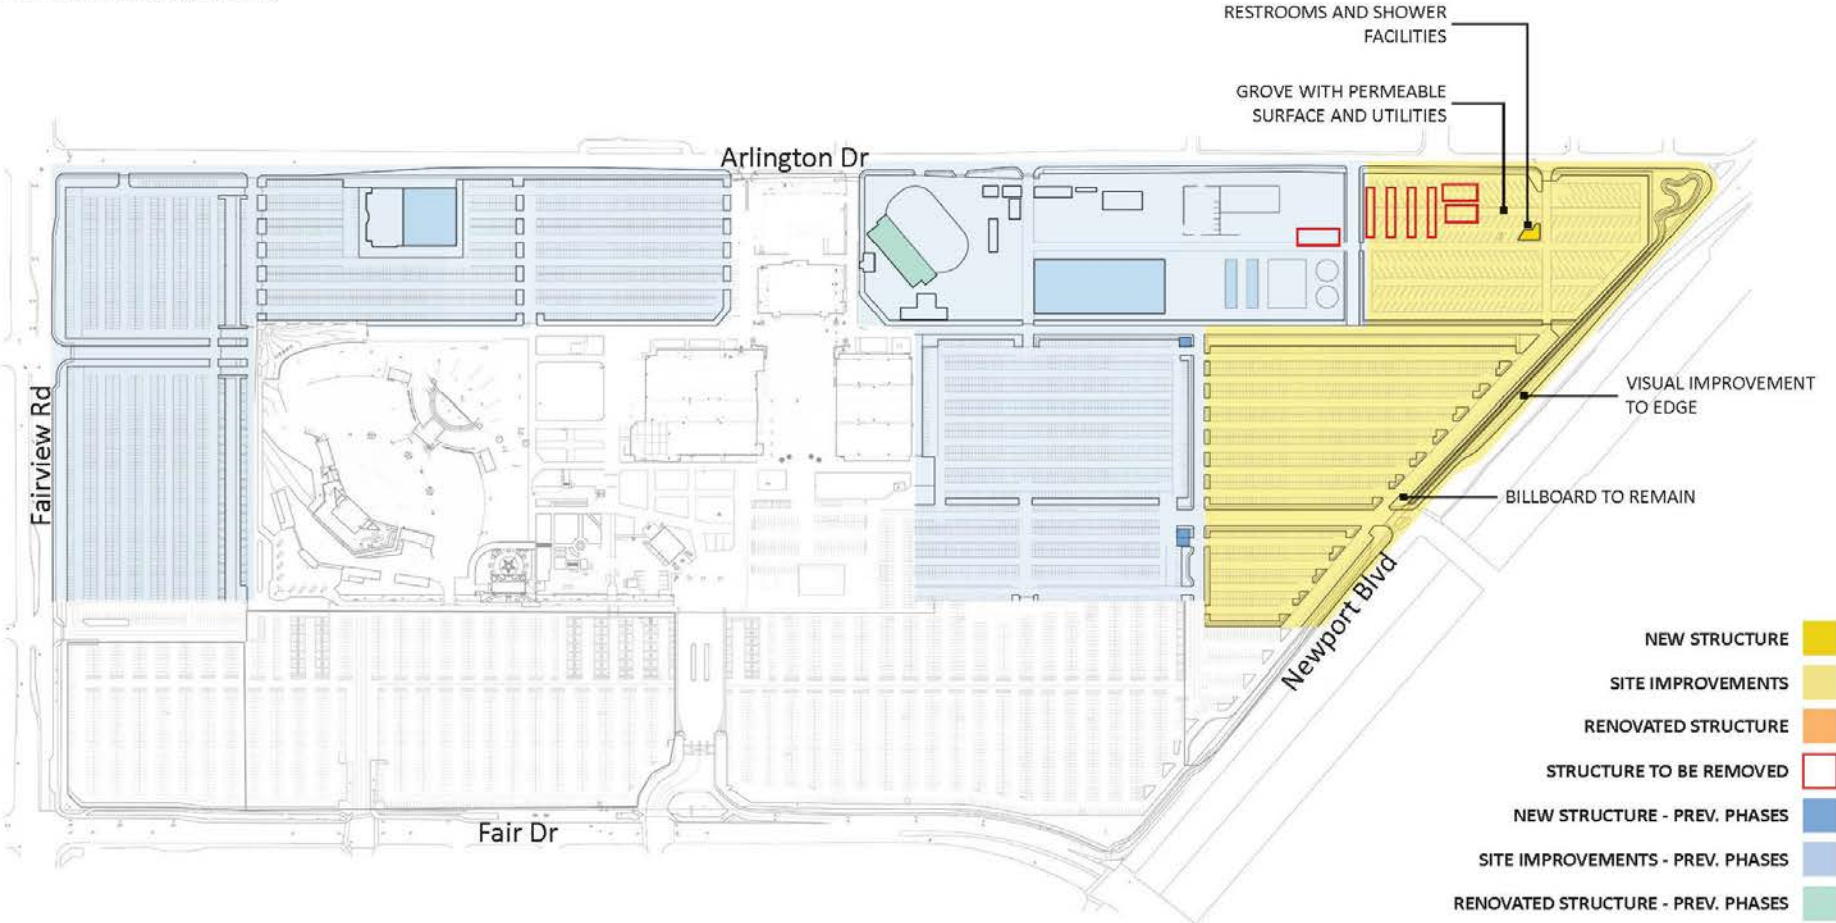 RESTROOMS AND SHOWER
FACILITIES
GROVE WITH PERMEABLE
SURFACE AND UTILITIES
Arlington Dr
Fairview Rd
VISUAL IMPROVEMENT
TO EDGE
BILLBOARD TO REMAIN
Newport Blvd
Fair Dr
NEW STRUCTURE
SITE IMPROVEMENTS
RENOVATED STRUCTURE
STRUCTURE TO BE REMOVED
NEW STRUCTURE - PREV. PHASES
SITE IMPROVEMENTS - PREV. PHASES
RENOVATED STRUCTURE - PREV. PHASES